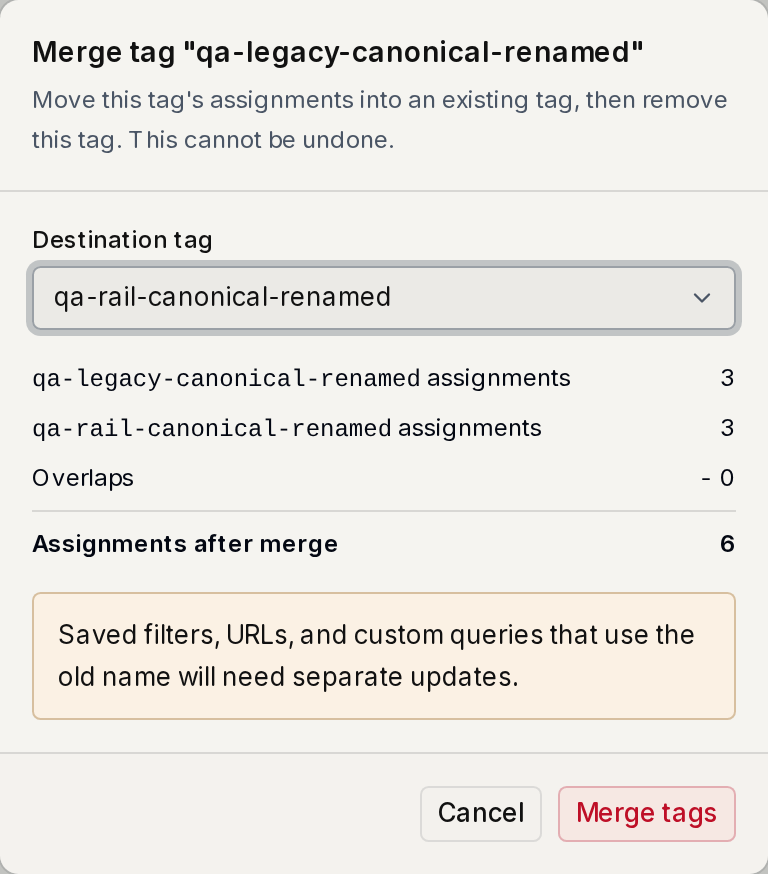 Merge tag "qa-legacy-canonical-renamed"
Move this tag's assignments into an existing tag, then remove
this tag. This cannot be undone.
Destination tag
qa-rail-canonical-renamed
qa-legacy-canonical-renamed assignments 3
qa-rail-canonical-renamed assignments 3
Overlaps - 0
Assignments after merge 6
Saved filters, URLs, and custom queries that use the
old name will need separate updates.
Cancel Merge tags